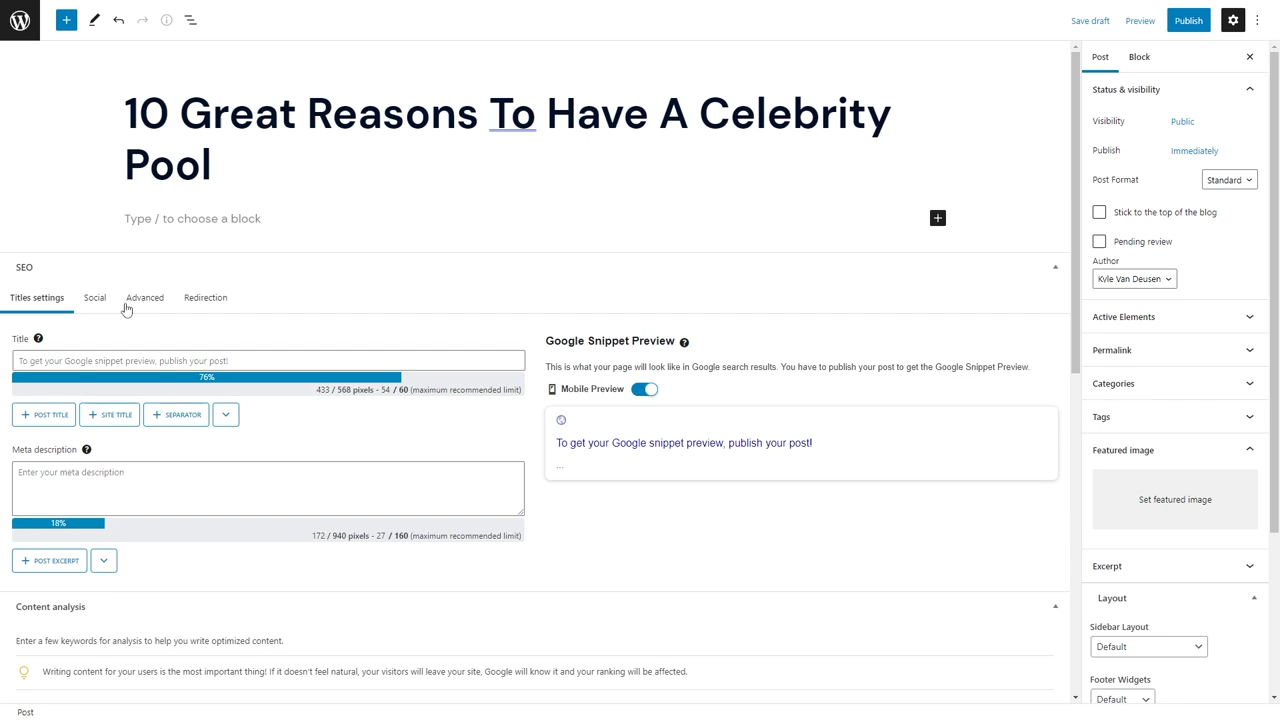 Save draft
Preview
Publish
10 Great Reasons To Have A Celebrity
Pool
Type / to choose a block
SEO
Titles settings
Social
Advanced
Redirection
Title
To get your Google snippet preview, publish your post!
76%
433 / 568 pixels - 54 / 60 (maximum recommended limit)
+ POST TITLE
+ SITE TITLE
+ SEPARATOR
Meta description
Enter your meta description
18%
172 / 940 pixels - 27 / 160 (maximum recommended limit)
+ POST EXCERPT
Google Snippet Preview
This is what your page will look like in Google search results. You have to publish your post to get the Google Snippet Preview.
Mobile Preview
To get your Google snippet preview, publish your post!
...
Content analysis
Enter a few keywords for analysis to help you write optimized content.
Writing content for your users is the most important thing! If it doesn't feel natural, your visitors will leave your site, Google will know it and your ranking will be affected.
Post
Post
Block
Status & visibility
Visibility
Public
Publish
Immediately
Post Format
Standard
Stick to the top of the blog
Pending review
Author
Kyle Van Deusen
Active Elements
Permalink
Categories
Tags
Featured image
Set featured image
Excerpt
Layout
Sidebar Layout
Default
Footer Widgets
Default